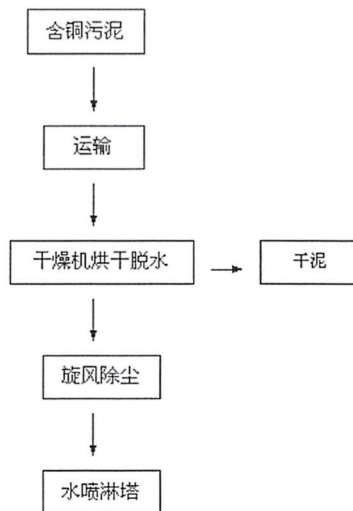 含铜污泥
运输
干燥机烘干脱水
干泥
旋风除尘
水喷淋塔